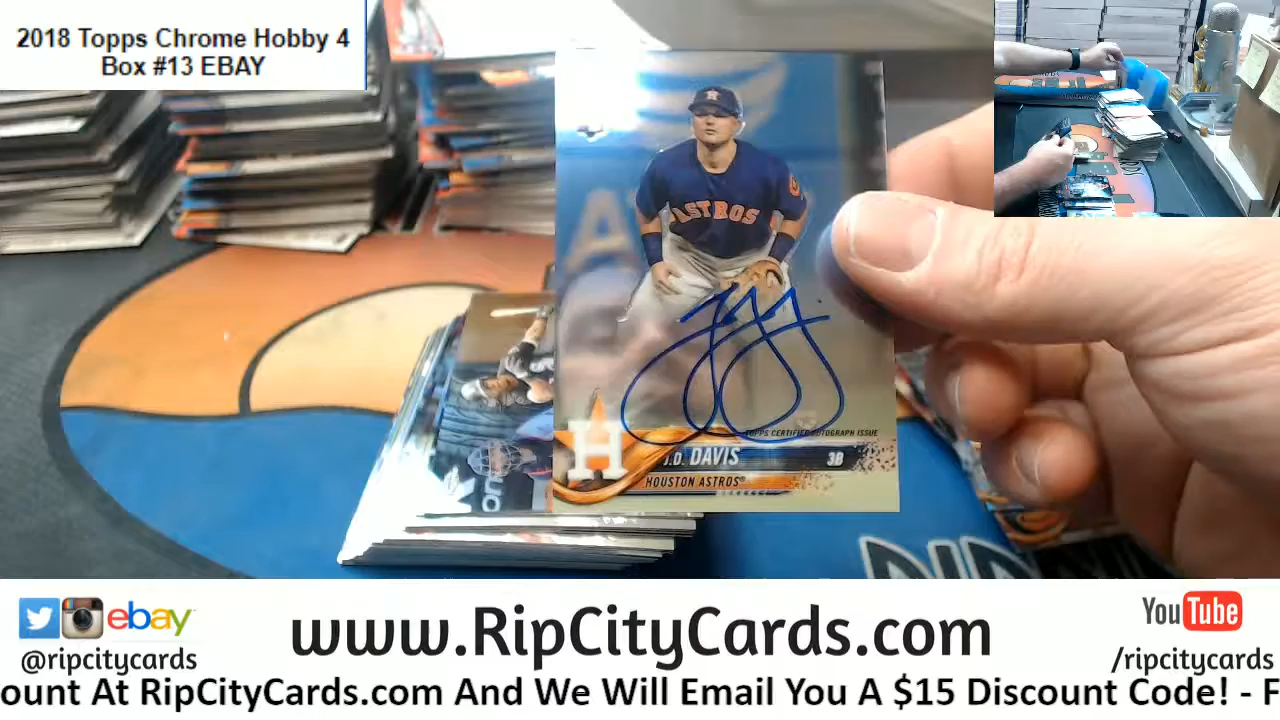 2018 Topps Chrome Hobby 4
Box #13 EBAY
ASTROS
TOPPS CERTIFIED AUTOGRAPH ISSUE
J.D. DAVIS 3B
HOUSTON ASTROS
H
ebay
www.RipCityCards.com
YouTube
@ripcitycards
/ripcitycards
ount At RipCityCards.com And We Will Email You A $15 Discount Code! - F